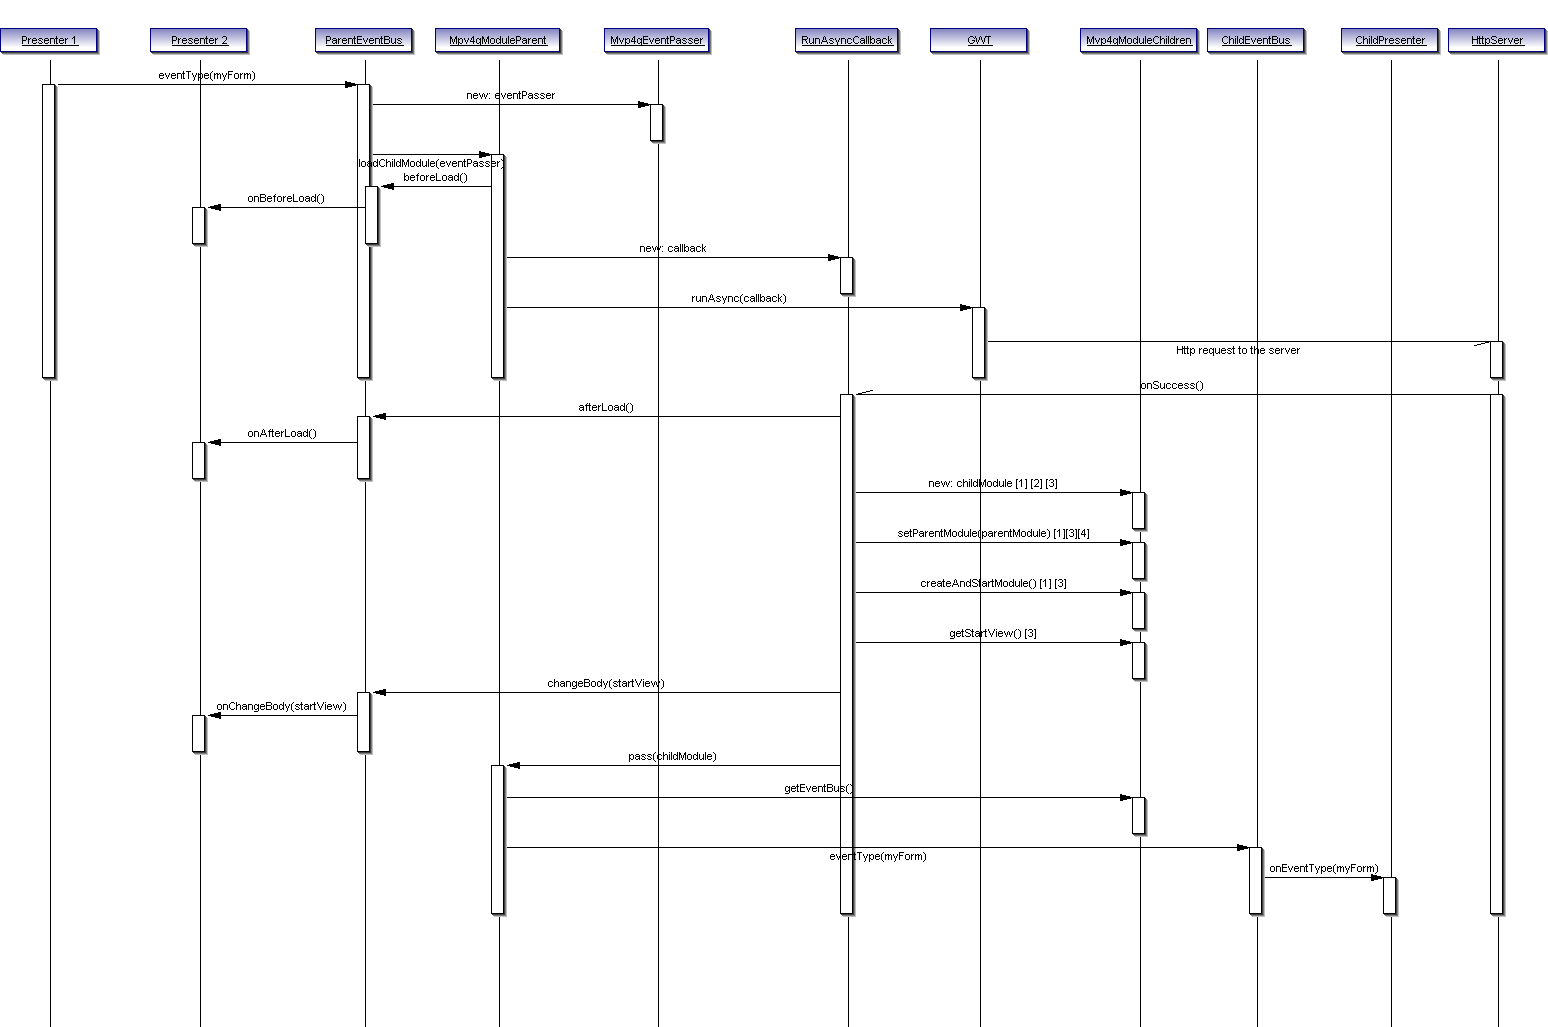 Presenter 1
Presenter 2
ParentEventBus
Mpv4gModuleParent
Mvp4gEventPasser
RunAsyncCallback
GWT
Mvp4gModuleChildren
ChildEventBus
ChildPresenter
HttpServer
eventType(myForm)
new: eventPasser
loadChildModule(eventPasser)
beforeLoad()
onBeforeLoad()
new: callback
runAsync(callback)
Http request to the server
onSuccess()
afterLoad()
onAfterLoad()
new: childModule [1] [2] [3]
setParentModule(parentModule) [1][3][4]
createAndStartModule() [1] [3]
getStartView() [3]
changeBody(startView)
onChangeBody(startView)
pass(childModule)
getEventBus()
eventType(myForm)
onEventType(myForm)